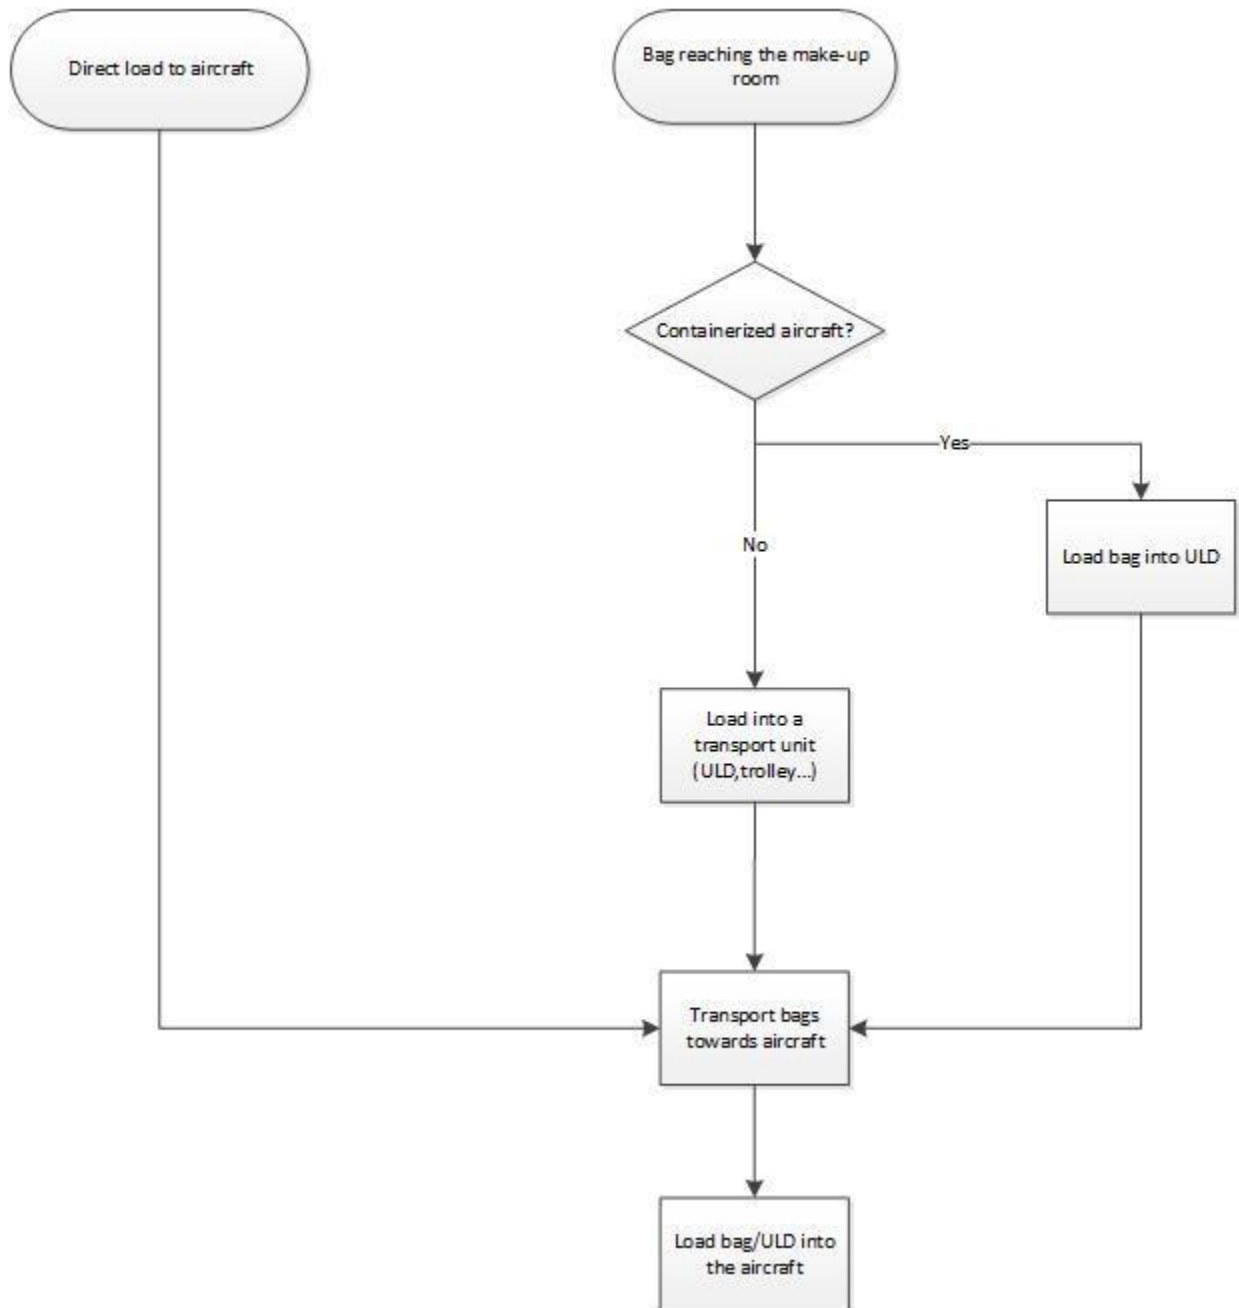 Direct load to aircraft
Bag reaching the make-up
room
Containerized aircraft?
Yes
No
Load bag into ULD
Load into a
transport unit
(ULD,trolley...)
Transport bags
towards aircraft
Load bag/ULD into
the aircraft